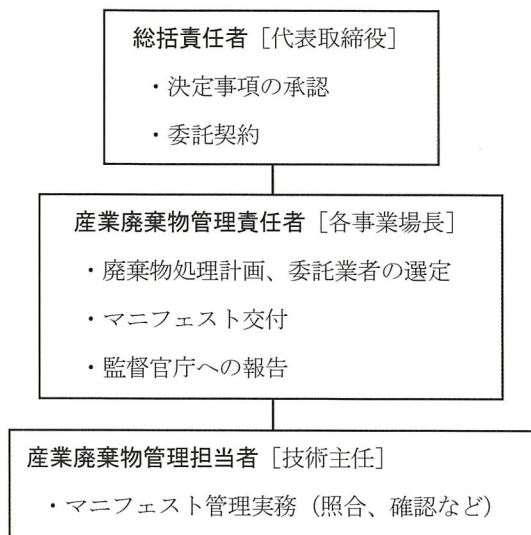 総括責任者［代表取締役］
・決定事項の承認
・委託契約
産業廃棄物管理責任者［各事業場長］
・廃棄物処理計画、委託業者の選定
・マニフェスト交付
・監督官庁への報告
産業廃棄物管理担当者［技術主任］
・マニフェスト管理実務（照合、確認など）